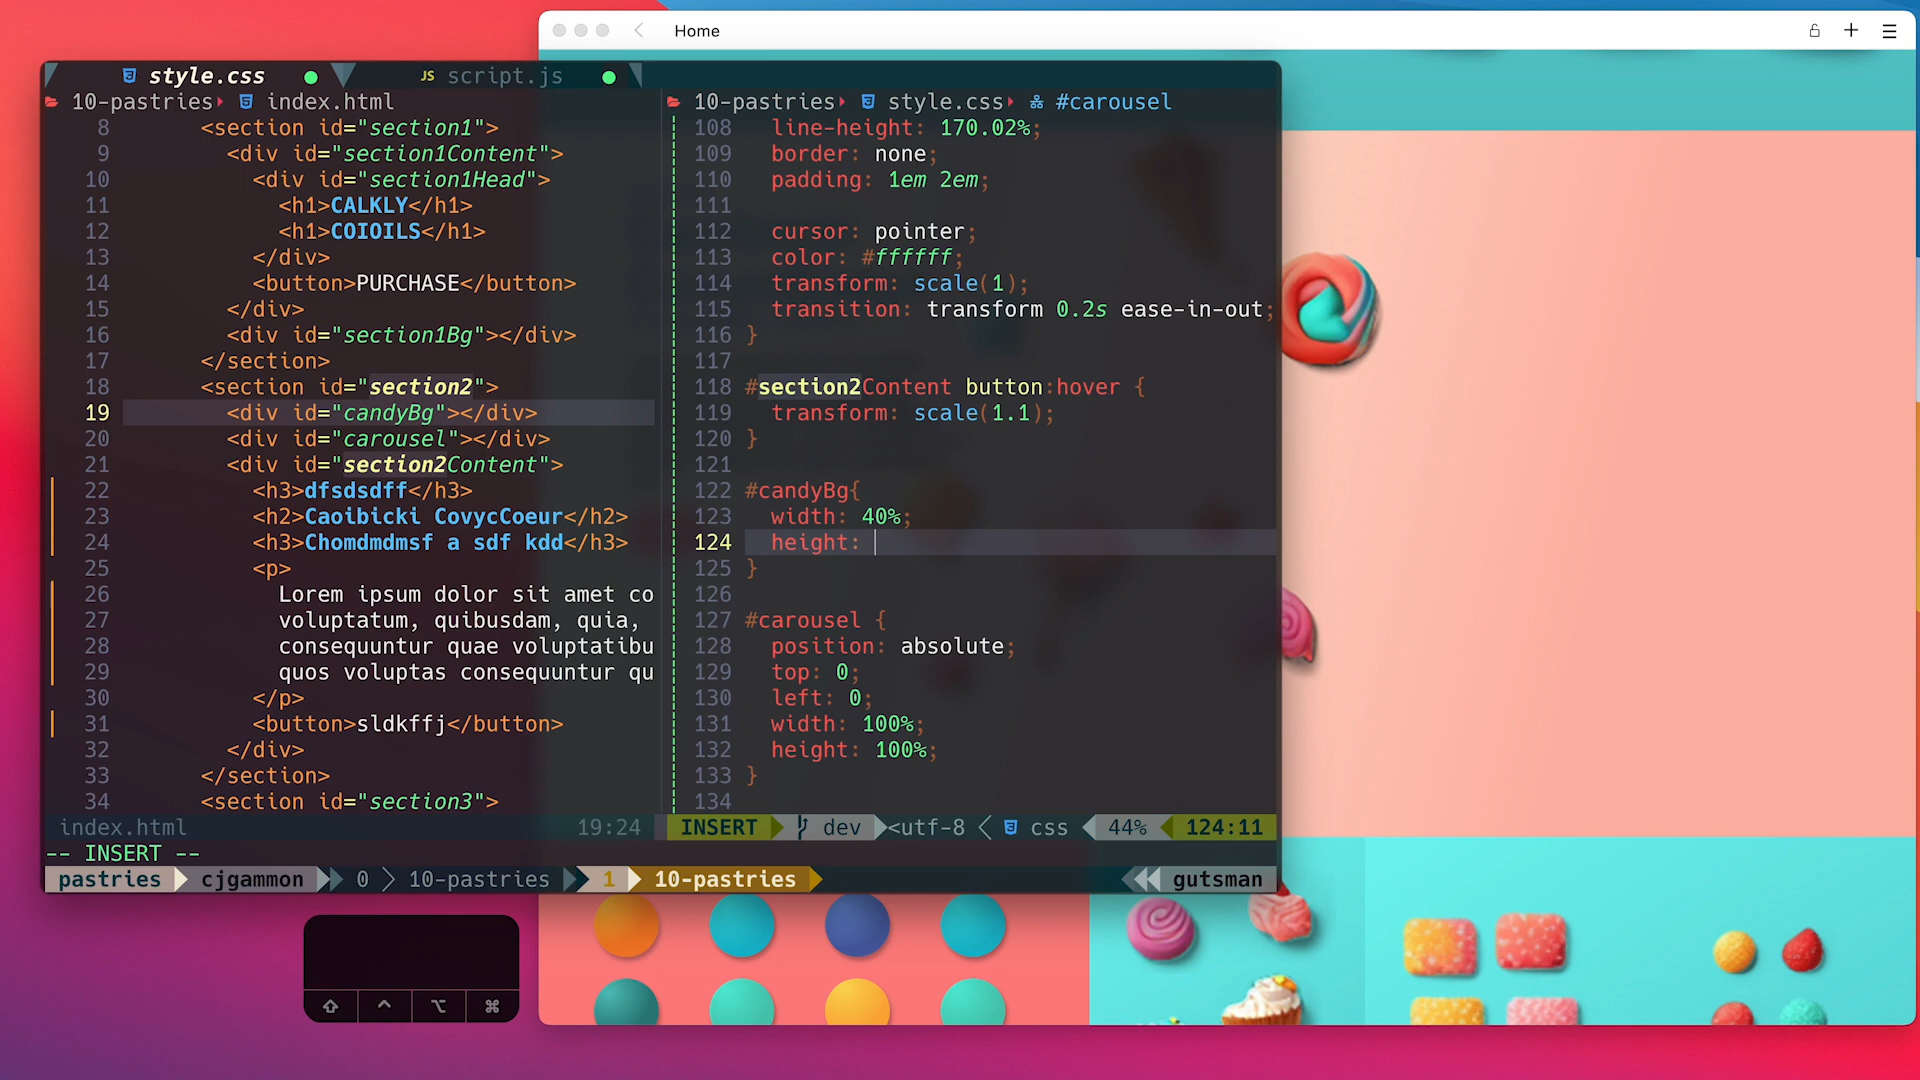 Home
style.css
JS script.js
10-pastries index.html
8 <section id="section1">
9 <div id="section1Content">
10 <div id="section1Head">
11 <h1>CALKLY</h1>
12 <h1>COIOILS</h1>
13 </div>
14 <button>PURCHASE</button>
15 </div>
16 <div id="section1Bg"></div>
17 </section>
18 <section id="section2">
19 <div id="candyBg"></div>
20 <div id="carousel"></div>
21 <div id="section2Content">
22 <h3>dfsdsdff</h3>
23 <h2>Caoibicki CovycCoeur</h2>
24 <h3>Chomdmdmsf a sdf kdd</h3>
25 <p>
26 Lorem ipsum dolor sit amet co
27 voluptatum, quibusdam, quia,
28 consequuntur quae voluptatibu
29 quos voluptas consequuntur qu
30 </p>
31 <button>sldkffj</button>
32 </div>
33 </section>
34 <section id="section3">
index.html 19:24
10-pastries style.css #carousel
108 line-height: 170.02%;
109 border: none;
110 padding: 1em 2em;
111
112 cursor: pointer;
113 color: #ffffff;
114 transform: scale(1);
115 transition: transform 0.2s ease-in-out;
116 }
117
118 #section2Content button:hover {
119 transform: scale(1.1);
120 }
121
122 #candyBg{
123 width: 40%;
124 height:
125 }
126
127 #carousel {
128 position: absolute;
129 top: 0;
130 left: 0;
131 width: 100%;
132 height: 100%;
133 }
134
INSERT dev <utf-8 css 44% 124:11
-- INSERT --
pastries cjgammon 0 10-pastries 1 10-pastries gutsman